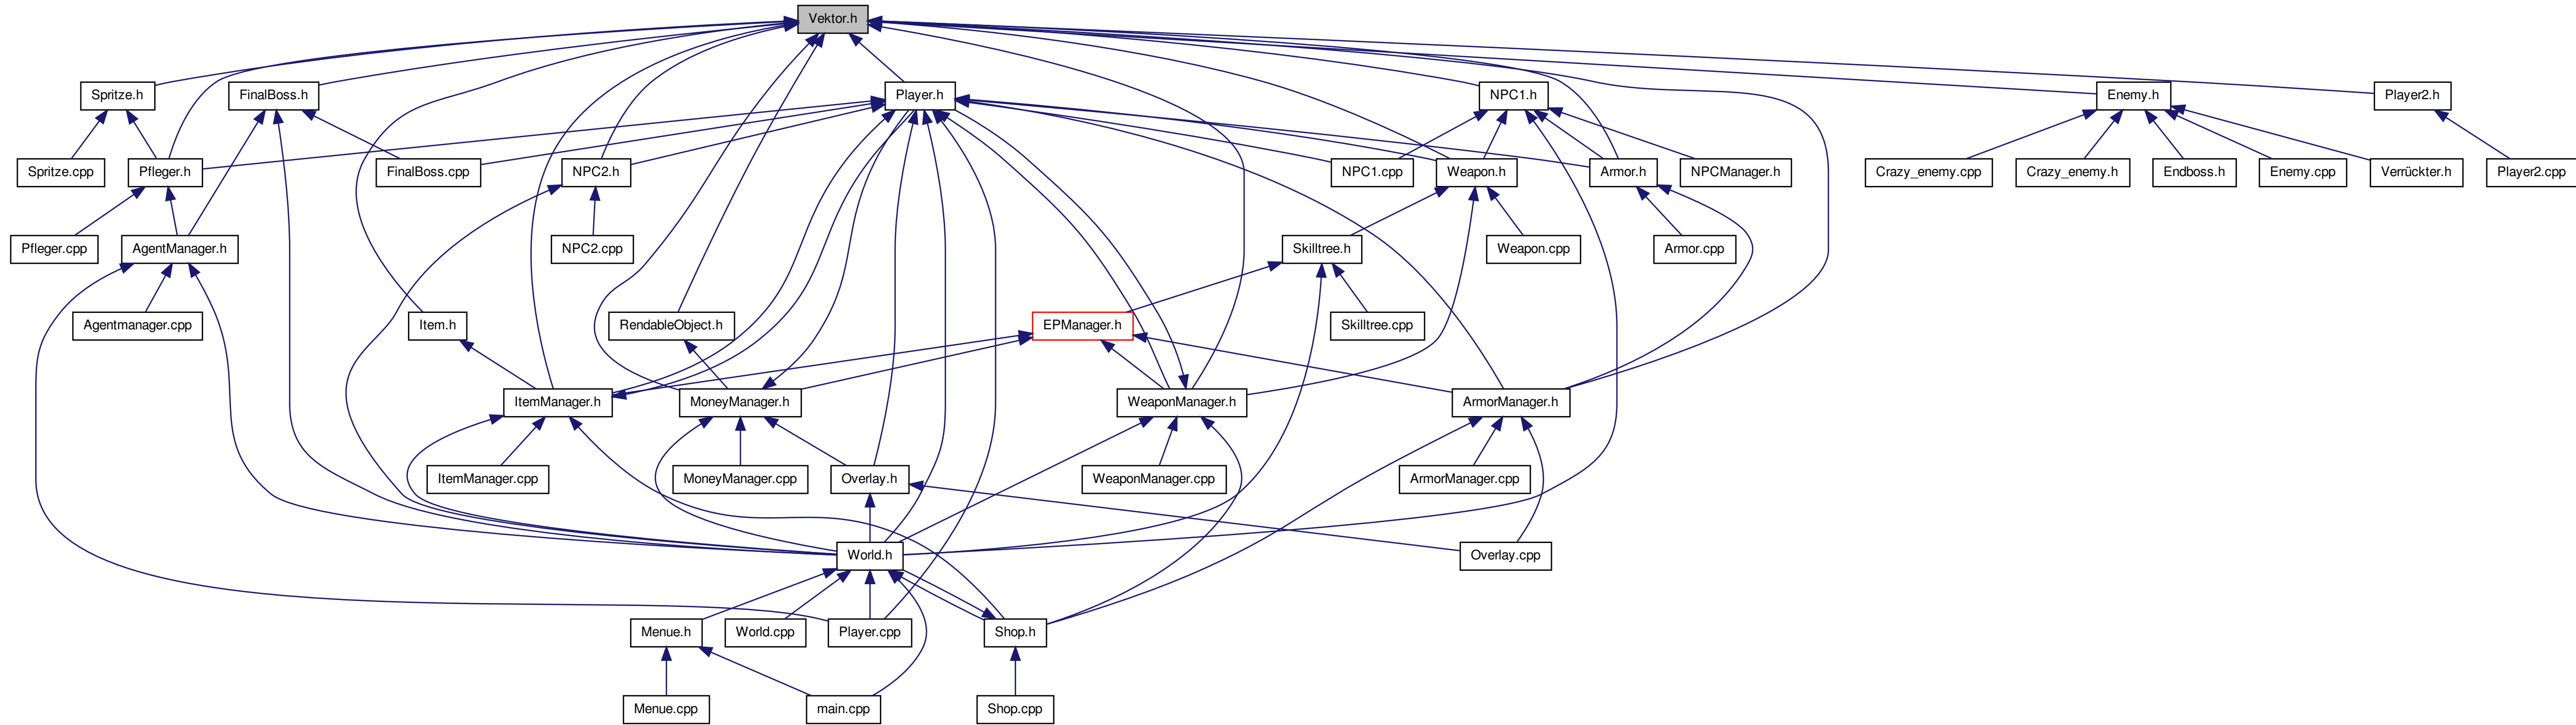 Vektor.h
Spritze.h
FinalBoss.h
Player.h
NPC1.h
Enemy.h
Player2.h
Spritze.cpp
Pfleger.h
FinalBoss.cpp
NPC2.h
NPC1.cpp
Weapon.h
Armor.h
NPCManager.h
Crazy_enemy.cpp
Crazy_enemy.h
Endboss.h
Enemy.cpp
Verrückter.h
Player2.cpp
Pfleger.cpp
AgentManager.h
NPC2.cpp
Skilltree.h
Weapon.cpp
Armor.cpp
Agentmanager.cpp
Item.h
RendableObject.h
EPManager.h
Skilltree.cpp
ItemManager.h
MoneyManager.h
WeaponManager.h
ArmorManager.h
ItemManager.cpp
MoneyManager.cpp
Overlay.h
WeaponManager.cpp
ArmorManager.cpp
World.h
Overlay.cpp
Menue.h
World.cpp
Player.cpp
Shop.h
Menue.cpp
main.cpp
Shop.cpp